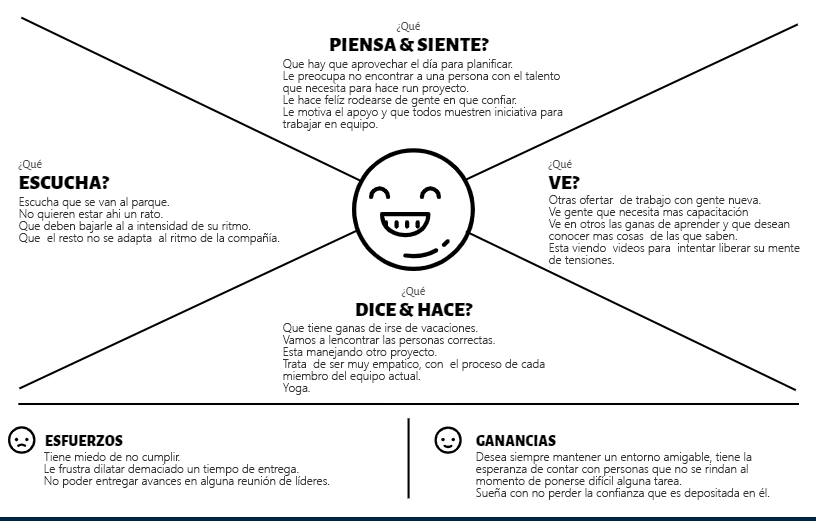 ¿Qué
PIENSA & SIENTE?
Que hay que aprovechar el día para planificar.
Le preocupa no encontrar a una persona con el talento
que necesita para hace run proyecto.
Le hace felíz rodearse de gente en que confiar.
Le motiva el apoyo y que todos muestren iniciativa para
trabajar en equipo.
¿Qué
ESCUCHA?
Escucha que se van al parque.
No quieren estar ahi un rato.
Que deben bajarle al a intensidad de su ritmo.
Que el resto no se adapta al ritmo de la compañía.
¿Qué
VE?
Otras ofertar de trabajo con gente nueva.
Ve gente que necesita mas capacitación
Ve en otros las ganas de aprender y que desean
conocer mas cosas de las que saben.
Esta viendo videos para intentar liberar su mente
de tensiones.
¿Qué
DICE & HACE?
Que tiene ganas de irse de vacaciones.
Vamos a lencontrar las personas correctas.
Esta manejando otro proyecto.
Trata de ser muy empatico, con el proceso de cada
miembro del equipo actual.
Yoga.
ESFUERZOS
Tiene miedo de no cumplir.
Le frustra dilatar demaciado un tiempo de entrega.
No poder entregar avances en alguna reunión de líderes.
GANANCIAS
Desea siempre mantener un entorno amigable, tiene la
esperanza de contar con personas que no se rindan al
momento de ponerse difícil alguna tarea.
Sueña con no perder la confianza que es depositada en él.